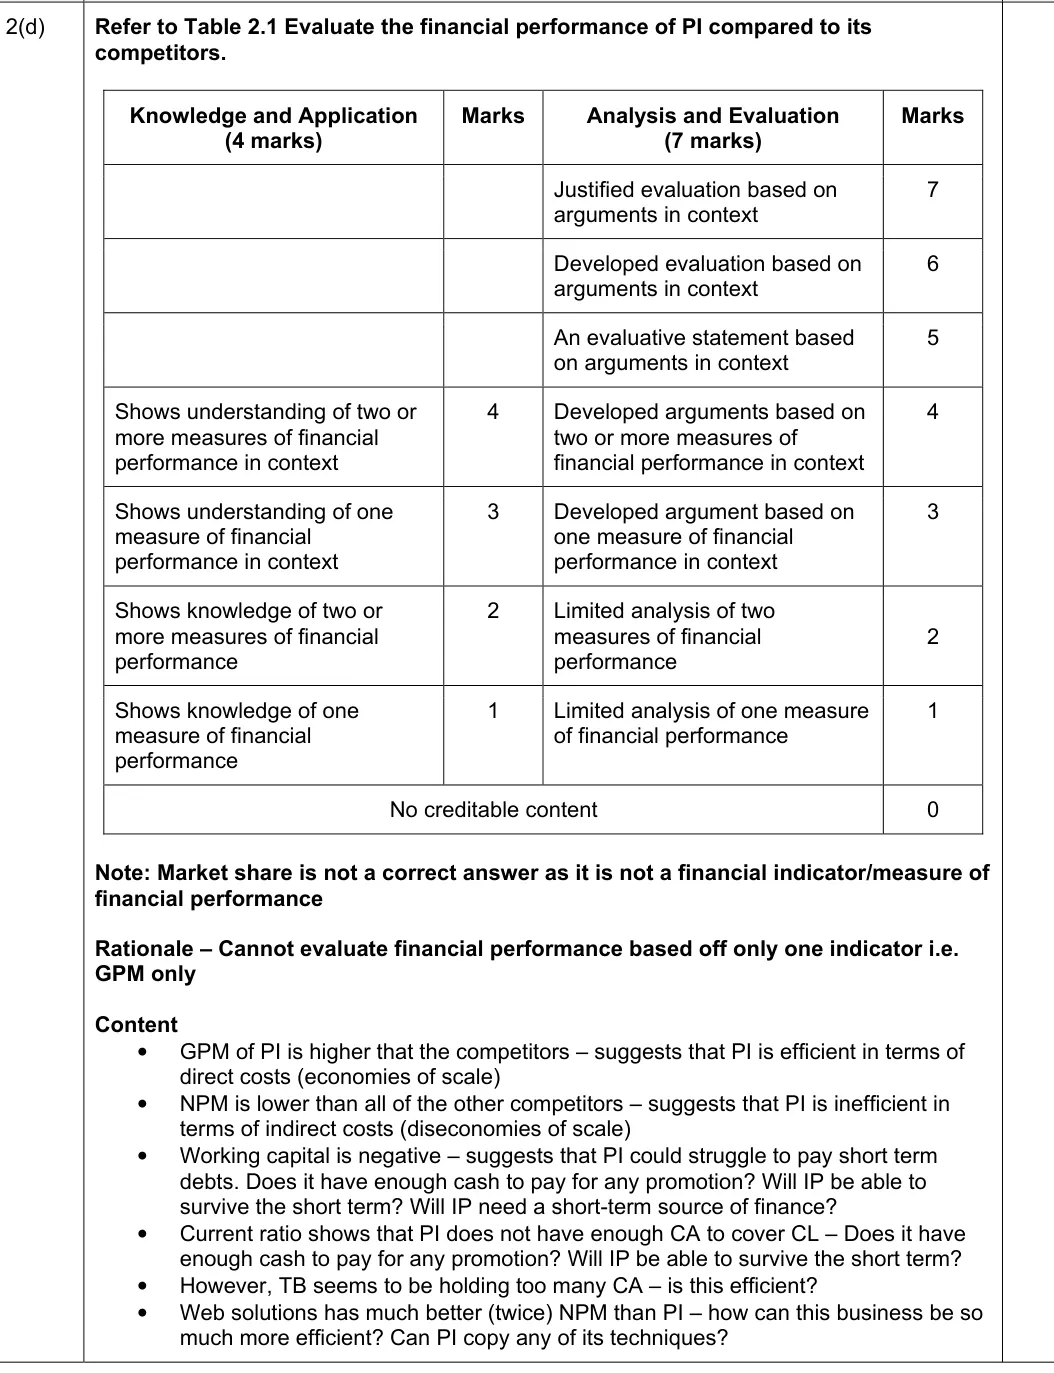 2(d)
Refer to Table 2.1 Evaluate the financial performance of PI compared to its
competitors.
Knowledge and Application
(4 marks)
Marks
Analysis and Evaluation
(7 marks)
Marks
Justified evaluation based on
arguments in context
7
Developed evaluation based on
arguments in context
6
An evaluative statement based
on arguments in context
5
Shows understanding of two or
more measures of financial
performance in context
4
Developed arguments based on
two or more measures of
financial performance in context
4
Shows understanding of one
measure of financial
performance in context
3
Developed argument based on
one measure of financial
performance in context
3
Shows knowledge of two or
more measures of financial
performance
2
Limited analysis of two
measures of financial
performance
2
Shows knowledge of one
measure of financial
performance
1
Limited analysis of one measure
of financial performance
1
No creditable content
0
Note: Market share is not a correct answer as it is not a financial indicator/measure of
financial performance
Rationale – Cannot evaluate financial performance based off only one indicator i.e.
GPM only
Content
• GPM of PI is higher that the competitors – suggests that PI is efficient in terms of
direct costs (economies of scale)
• NPM is lower than all of the other competitors – suggests that PI is inefficient in
terms of indirect costs (diseconomies of scale)
• Working capital is negative – suggests that PI could struggle to pay short term
debts. Does it have enough cash to pay for any promotion? Will IP be able to
survive the short term? Will IP need a short-term source of finance?
• Current ratio shows that PI does not have enough CA to cover CL – Does it have
enough cash to pay for any promotion? Will IP be able to survive the short term?
• However, TB seems to be holding too many CA – is this efficient?
• Web solutions has much better (twice) NPM than PI – how can this business be so
much more efficient? Can PI copy any of its techniques?